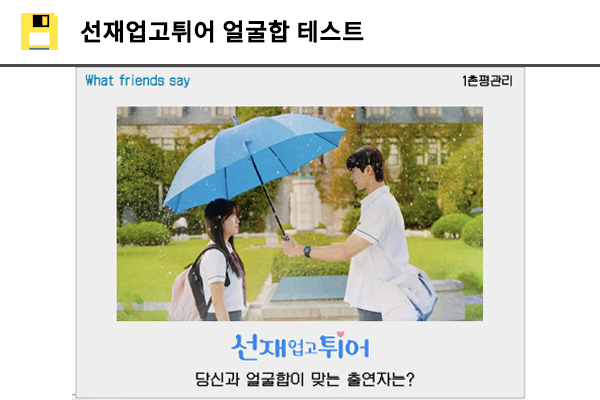 선재업고튀어 얼굴합 테스트
What friends say
1촌평관리
선재업고튀어
당신과 얼굴합이 맞는 출연자는?